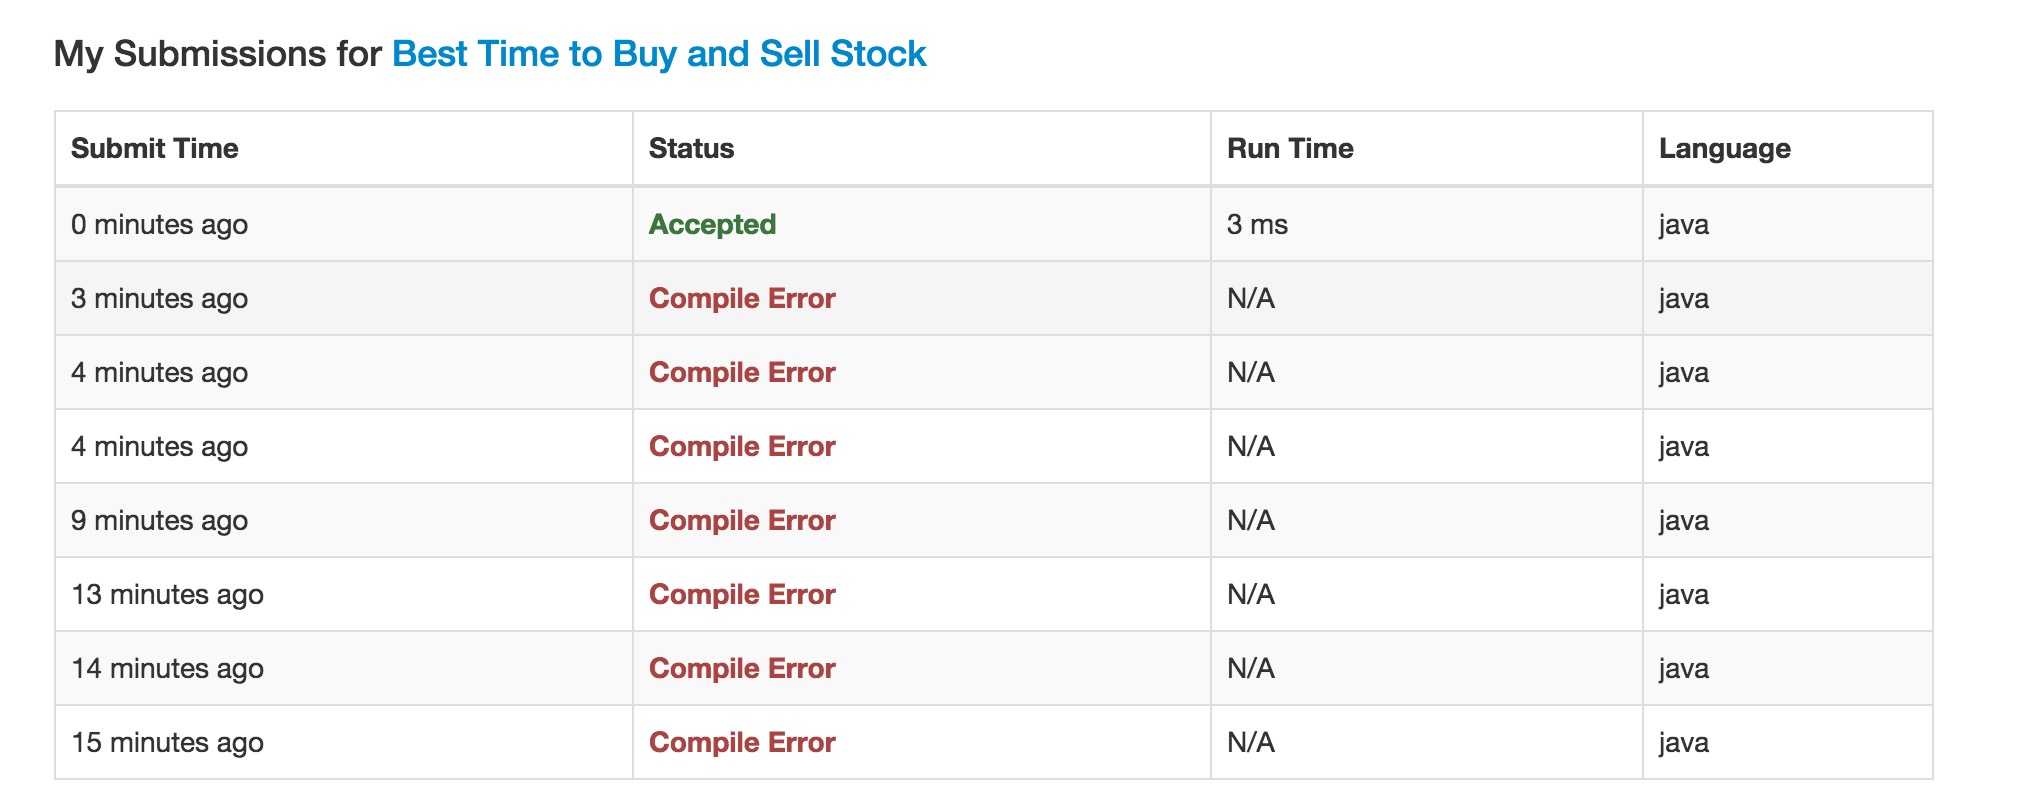 My Submissions for Best Time to Buy and Sell Stock
Submit Time Status Run Time Language
0 minutes ago Accepted 3 ms java
3 minutes ago Compile Error N/A java
4 minutes ago Compile Error N/A java
4 minutes ago Compile Error N/A java
9 minutes ago Compile Error N/A java
13 minutes ago Compile Error N/A java
14 minutes ago Compile Error N/A java
15 minutes ago Compile Error N/A java